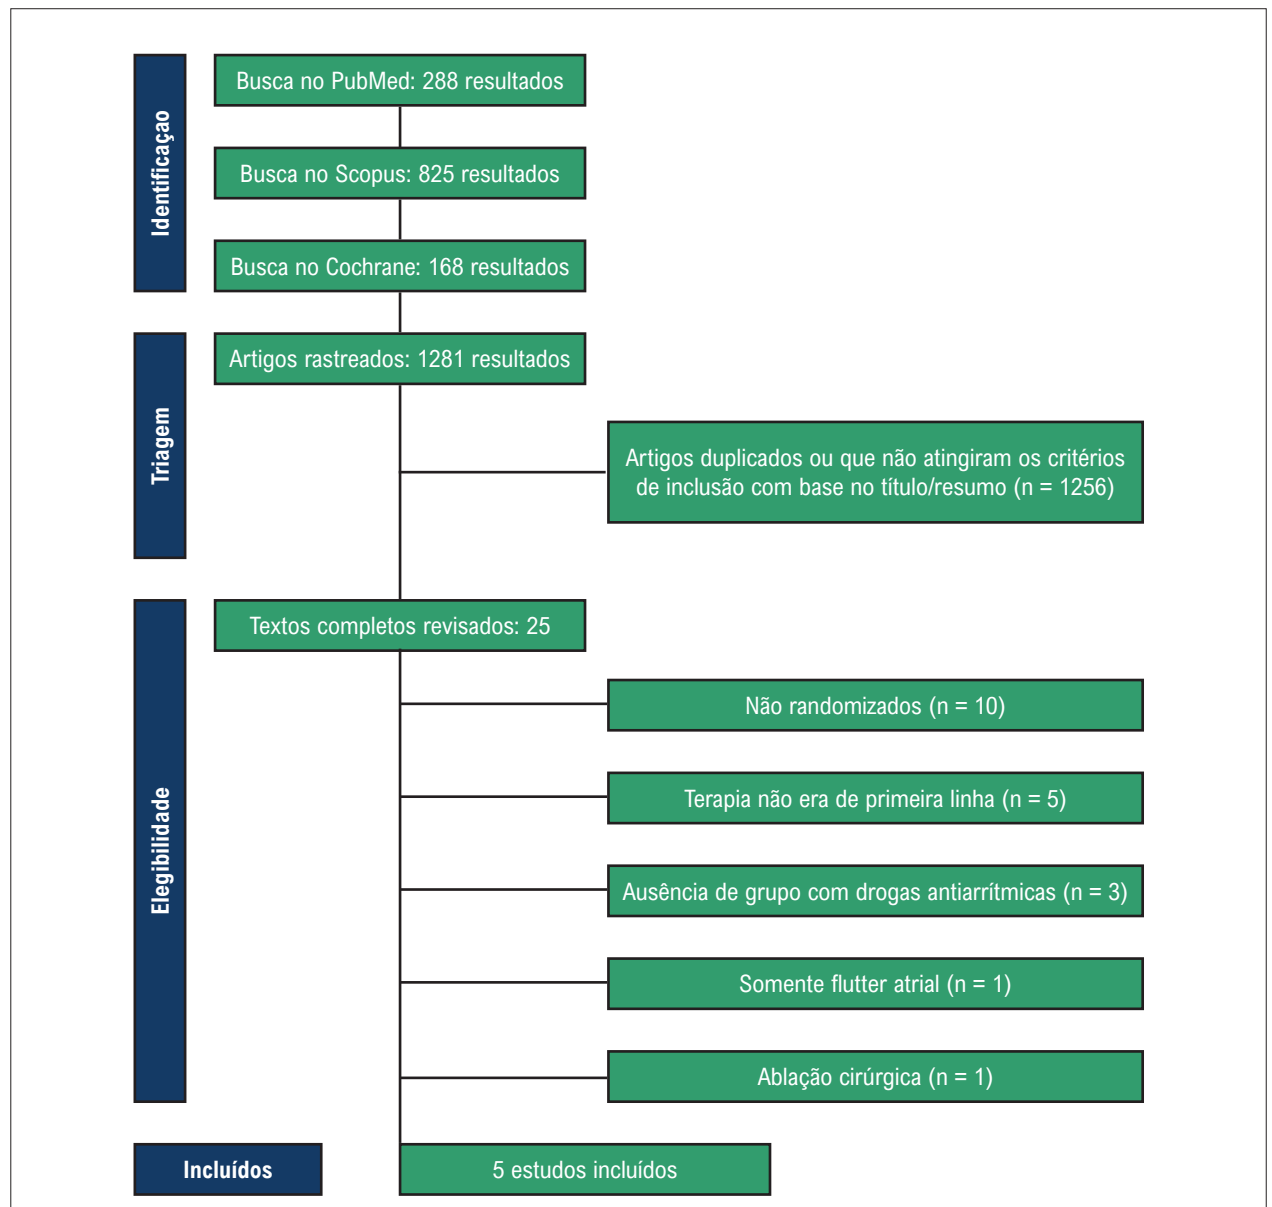 Identificaçao
Busca no PubMed: 288 resultados
Busca no Scopus: 825 resultados
Busca no Cochrane: 168 resultados
Triagem
Artigos rastreados: 1281 resultados
Artigos duplicados ou que não atingiram os critérios
de inclusão com base no título/resumo (n = 1256)
Elegibilidade
Textos completos revisados: 25
Não randomizados (n = 10)
Terapia não era de primeira linha (n = 5)
Ausência de grupo com drogas antiarrítmicas (n = 3)
Somente flutter atrial (n = 1)
Ablação cirúrgica (n = 1)
Incluídos
5 estudos incluídos